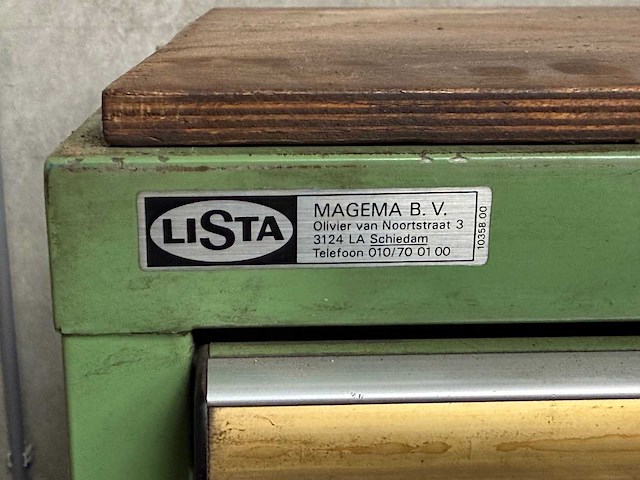 LISTA
MAGEMA B. V.
Olivier van Noortstraat 3
3124 LA Schiedam
Telefoon 010/70 01 00
10358 00